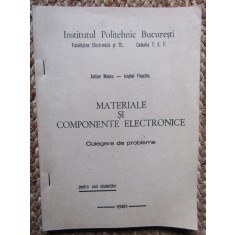 Institutul Politehnic București
Facultatea Electronică și TC. Catedra T. E. F.
MATERIALE
ȘI
COMPONENTE ELECTRONICE
Culegere de probleme
pentru uzul studenților